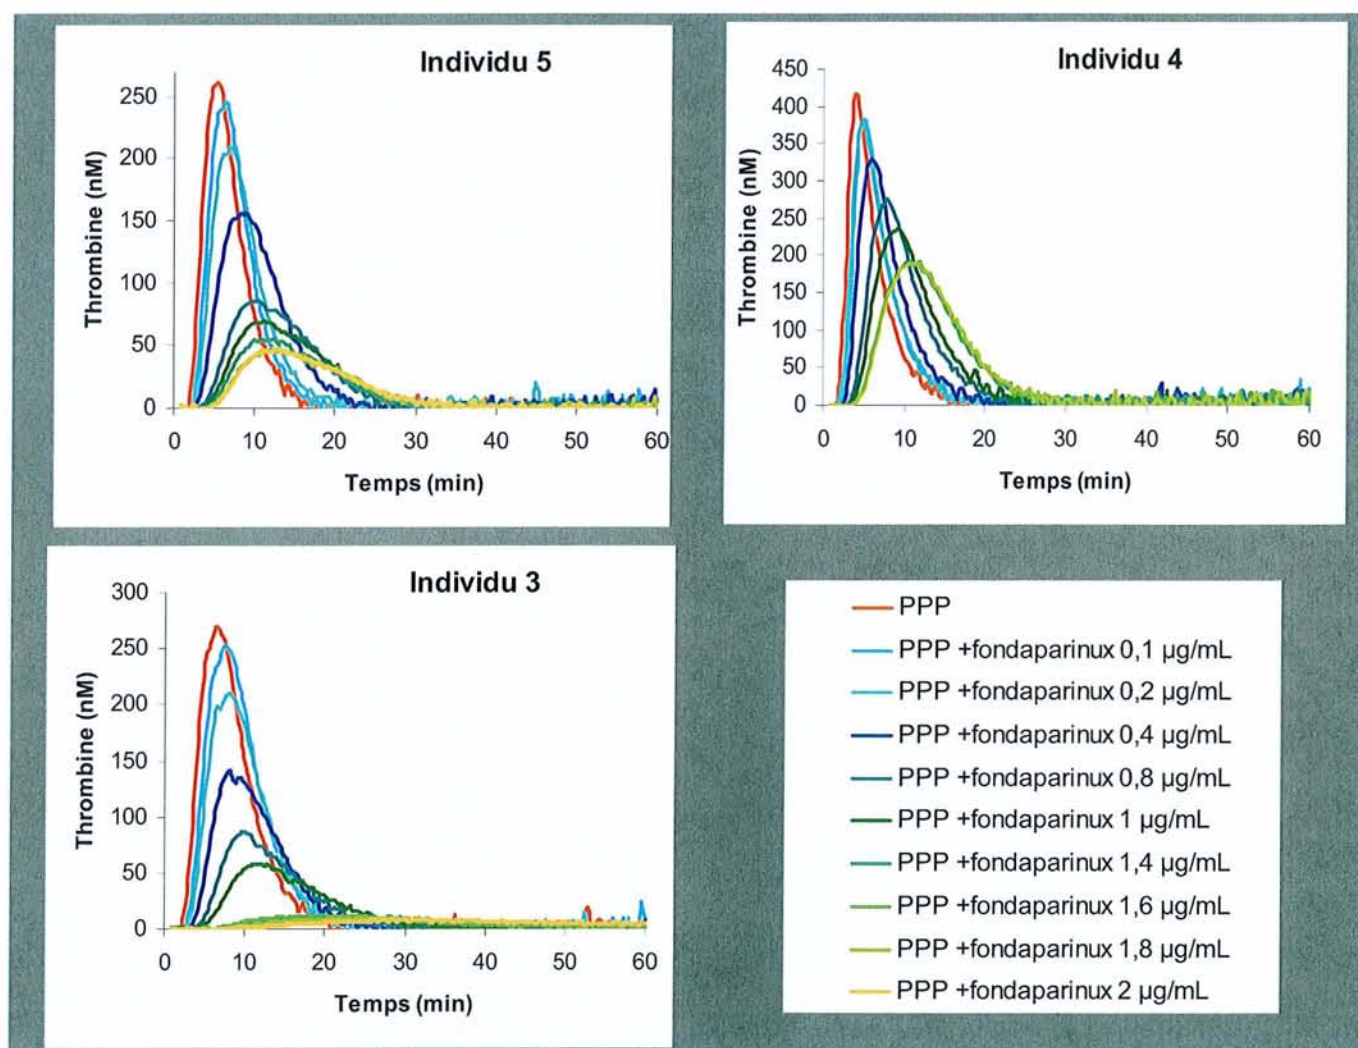 Individu 5
250
200
150
100
50
0
Thrombine (nM)
0 10 20 30 40 50 60
Temps (min)
Individu 4
450
400
350
300
250
200
150
100
50
0
Thrombine (nM)
0 10 20 30 40 50 60
Temps (min)
Individu 3
300
250
200
150
100
50
0
Thrombine (nM)
0 10 20 30 40 50 60
Temps (min)
PPP
PPP +fondaparinux 0,1 µg/mL
PPP +fondaparinux 0,2 µg/mL
PPP +fondaparinux 0,4 µg/mL
PPP +fondaparinux 0,8 µg/mL
PPP +fondaparinux 1 µg/mL
PPP +fondaparinux 1,4 µg/mL
PPP +fondaparinux 1,6 µg/mL
PPP +fondaparinux 1,8 µg/mL
PPP +fondaparinux 2 µg/mL